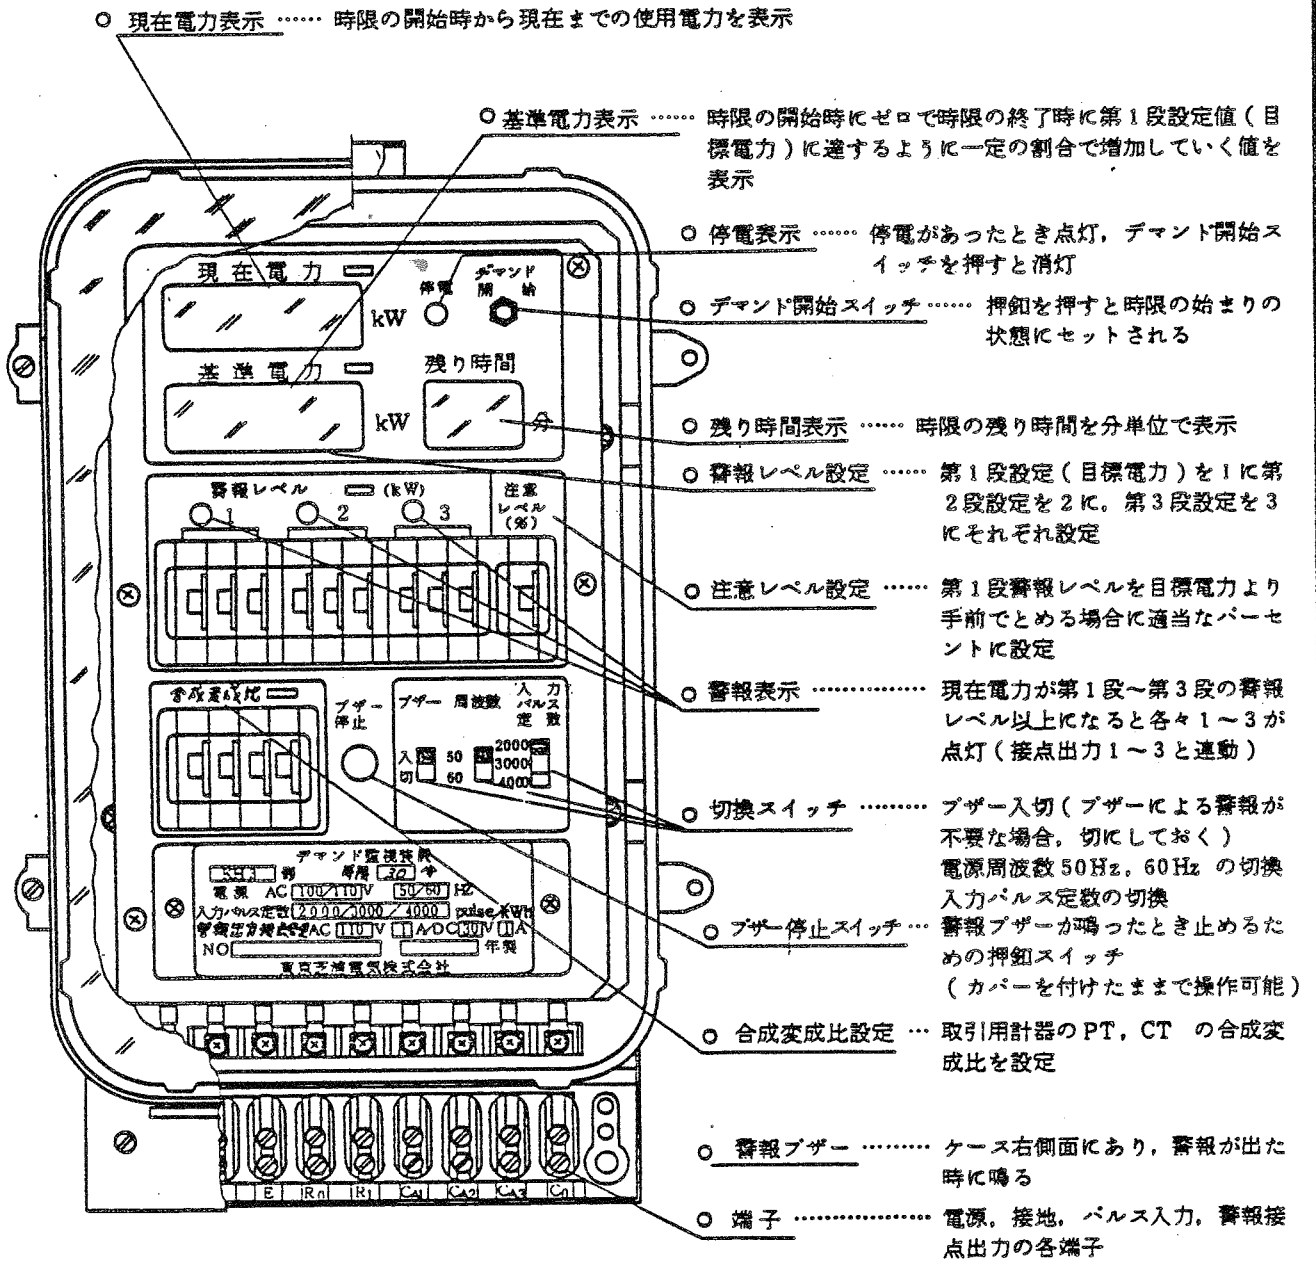 ○ 現在電力表示 …… 時限の開始時から現在までの使用電力を表示
○ 基準電力表示 …… 時限の開始時にゼロで時限の終了時に第1段設定値(目
標電力)に達するように一定の割合で増加していく値を
表示
○ 停電表示 …… 停電があったとき点灯,デマンド開始ス
イッチを押すと消灯
○ デマンド開始スイッチ …… 押釦を押すと時限の始まりの
状態にセットされる
○ 残り時間表示 …… 時限の残り時間を分単位で表示
○ 警報レベル設定 …… 第1段設定(目標電力)を1に第
2段設定を2に,第3段設定を3
にそれぞれ設定
○ 注意レベル設定 …… 第1段警報レベルを目標電力より
手前でとめる場合に適当なパーセ
ントに設定
○ 警報表示 …………… 現在電力が第1段~第3段の警報
レベル以上になると各々1~3が
点灯(接点出力1~3と連動)
○ 切換スイッチ ……… ブザー入切(ブザーによる警報が
不要な場合,切にしておく)
電源周波数50Hz,60Hz の切換
入力パルス定数の切換
○ ブザー停止スイッチ … 警報ブザーが鳴ったとき止めるた
めの押釦スイッチ
(カバーを付けたままで操作可能)
○ 合成変成比設定 … 取引用計器のPT,CT の合成変
成比を設定
○ 警報ブザー ……… ケース右側面にあり,警報が出た
時に鳴る
○ 端子 ……………… 電源,接地,パルス入力,警報接
点出力の各端子
現在電力
kW
停電
デマンド
開 始
基準電力
kW
残り時間
分
警報レベル (kW)
1 2 3
注意
レベル
(%)
合成変成比
ブザー
停止
ブザー 周波数 入力
パルス
定数
入 50 2000
3000
切 60 4000
デマンド監視装置
時限 30 分
電源 AC 100/110 V 50/60 HZ
入力パルス定数 2000/3000/4000 pulse/kWh
AC 110 V 1 A/DC 30 V 1 A
NO 年製
東京芝浦電気株式会社
E R0 R1 CA1 CA2 CA3 C0